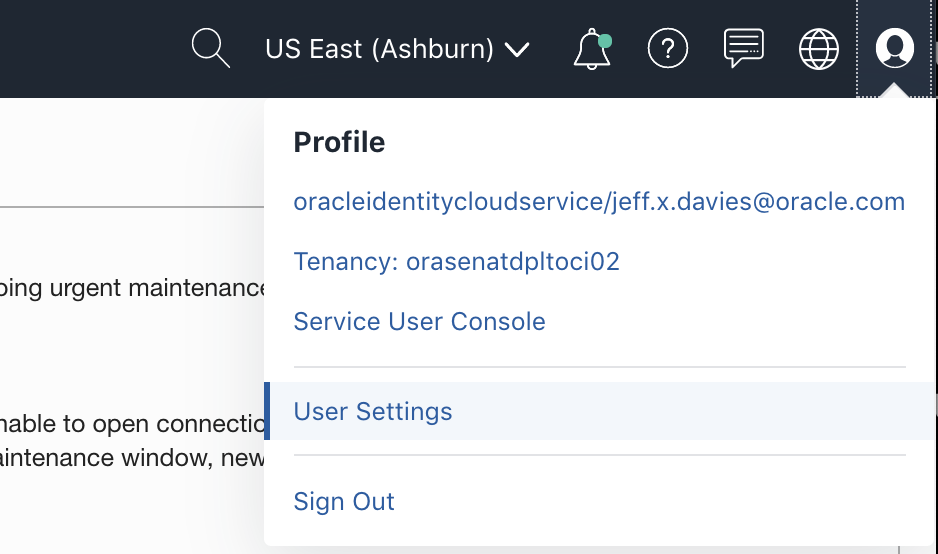 US East (Ashburn)
Profile
oracleidentitycloudservice/jeff.x.davies@oracle.com
Tenancy: orasenatdpltoci02
Service User Console
User Settings
Sign Out
oing urgent maintenance
nable to open connectio
aintenance window, new